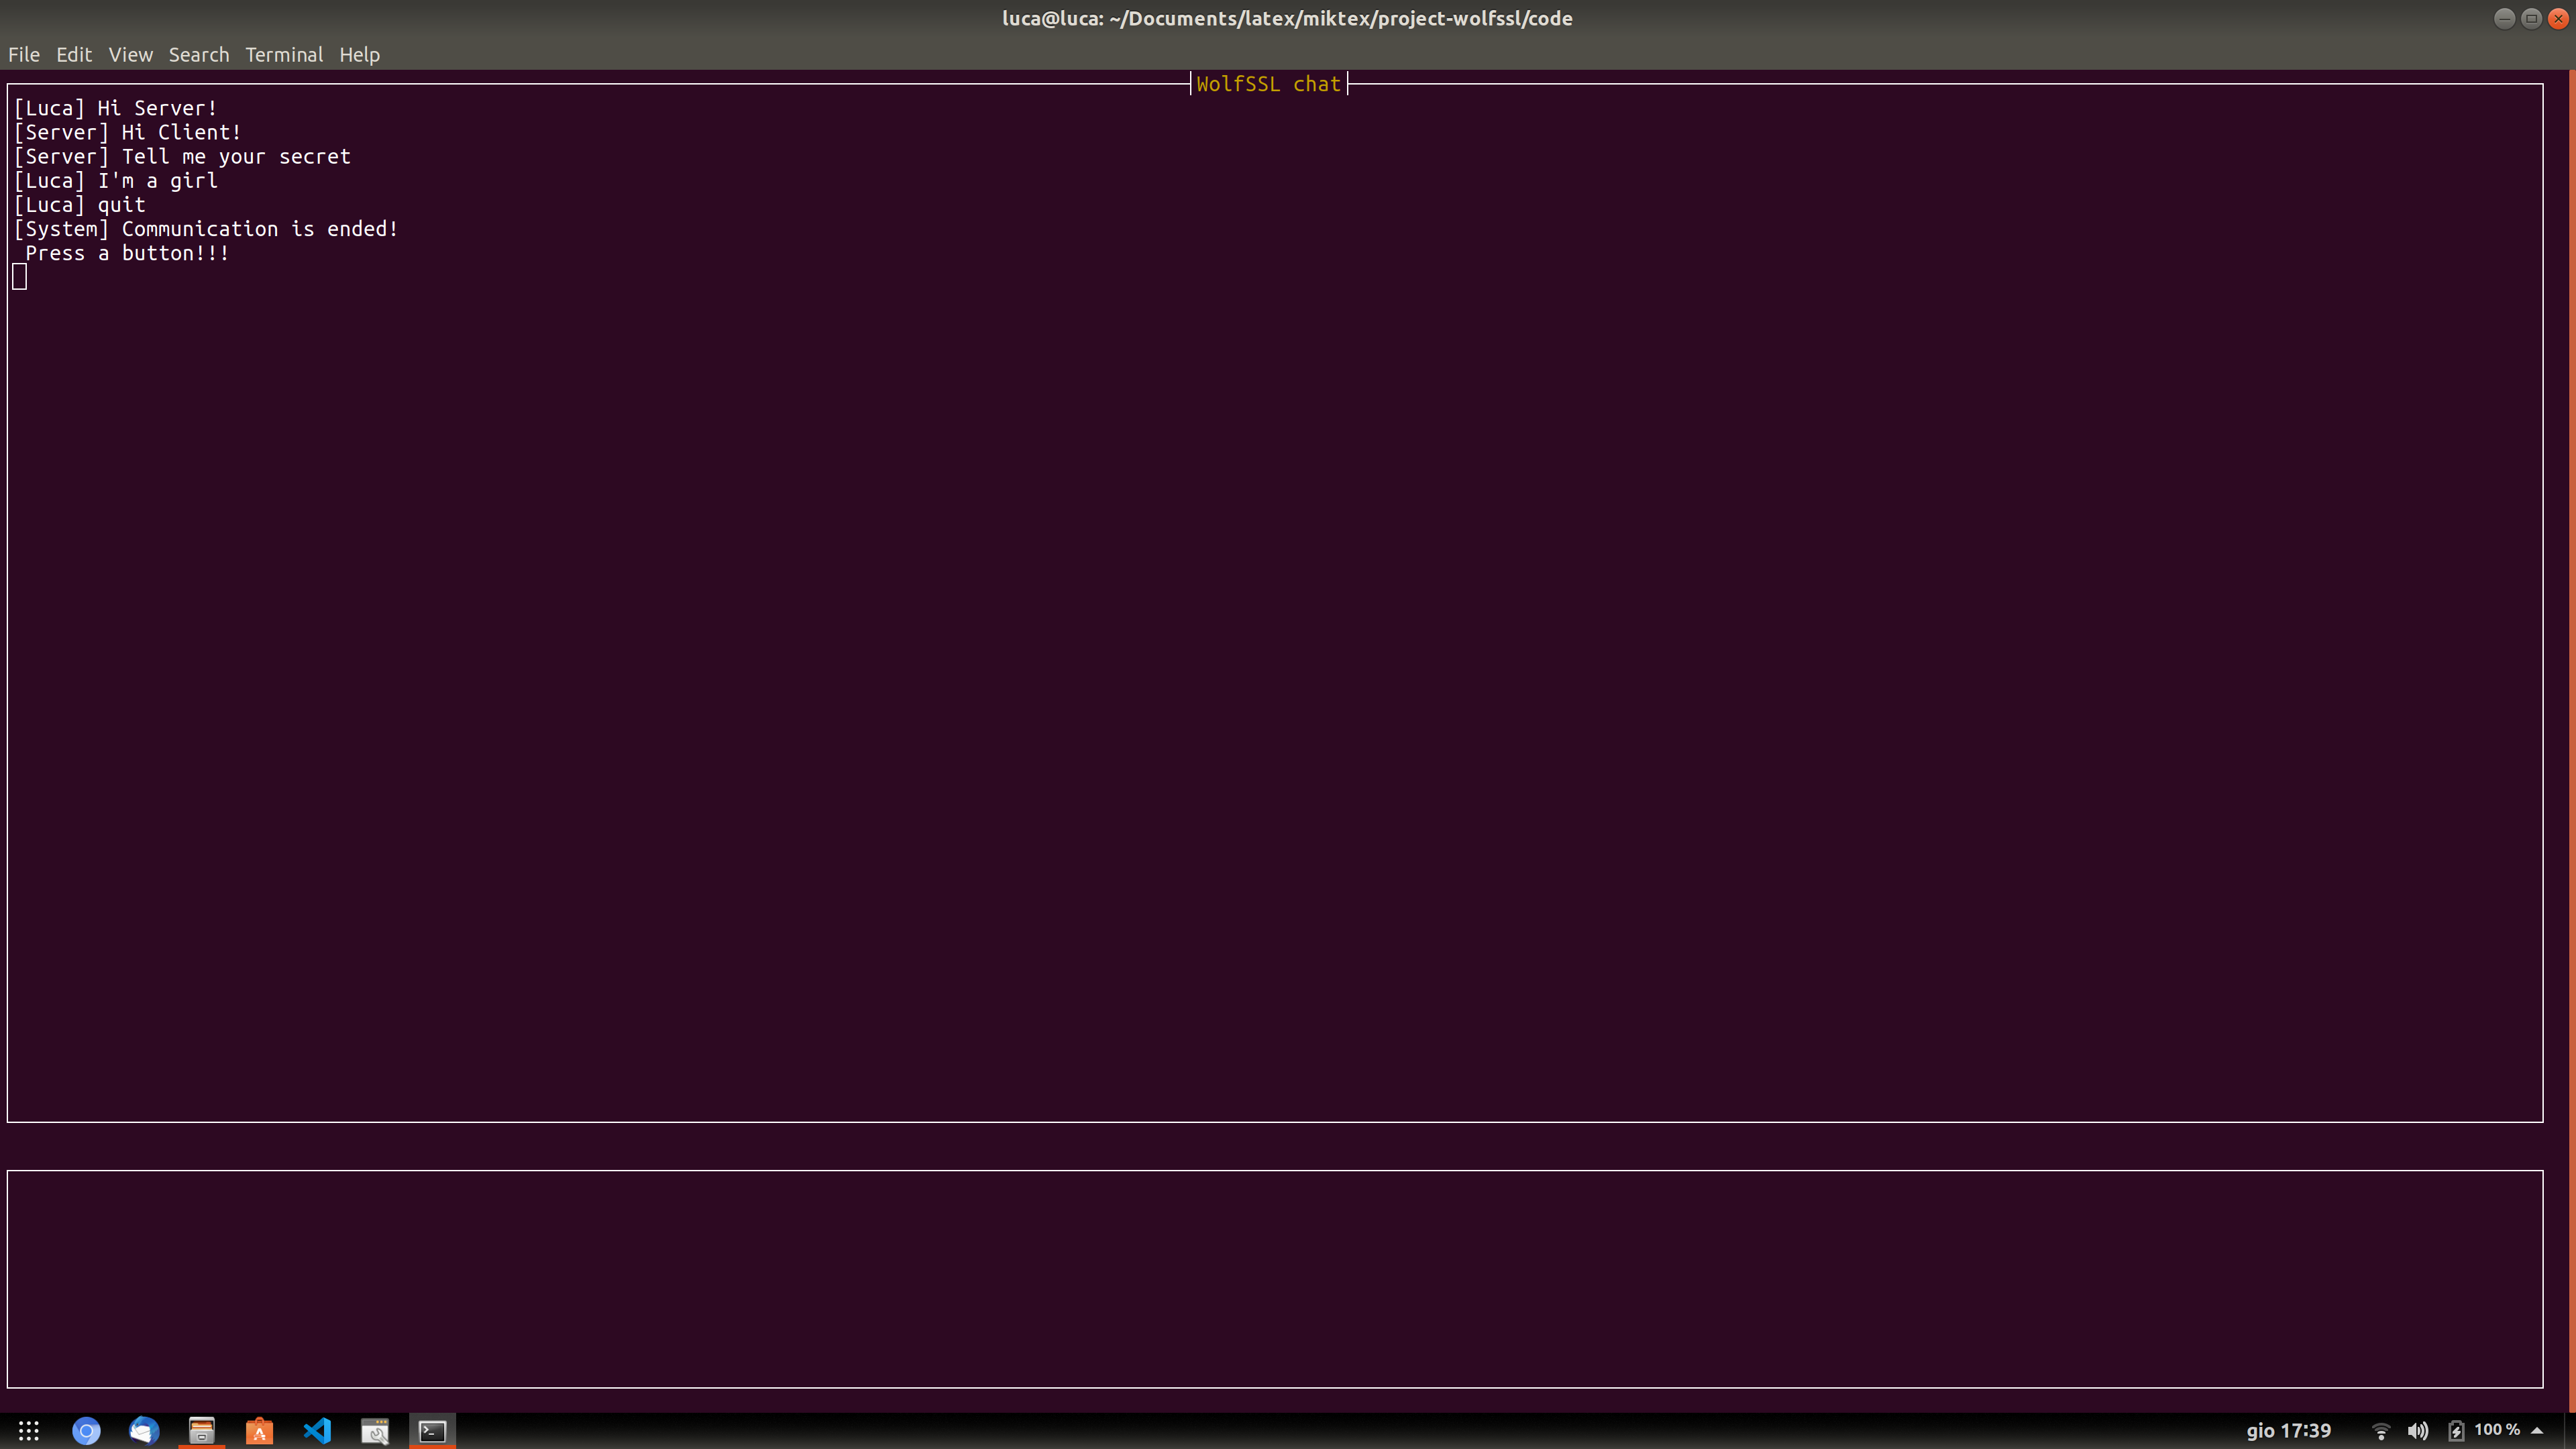 luca@luca: ~/Documents/latex/miktex/project-wolfssl/code
File Edit View Search Terminal Help
WolfSSL chat
[Luca] Hi Server!
[Server] Hi Client!
[Server] Tell me your secret
[Luca] I'm a girl
[Luca] quit
[System] Communication is ended!
Press a button!!!
gio 17:39
100 %